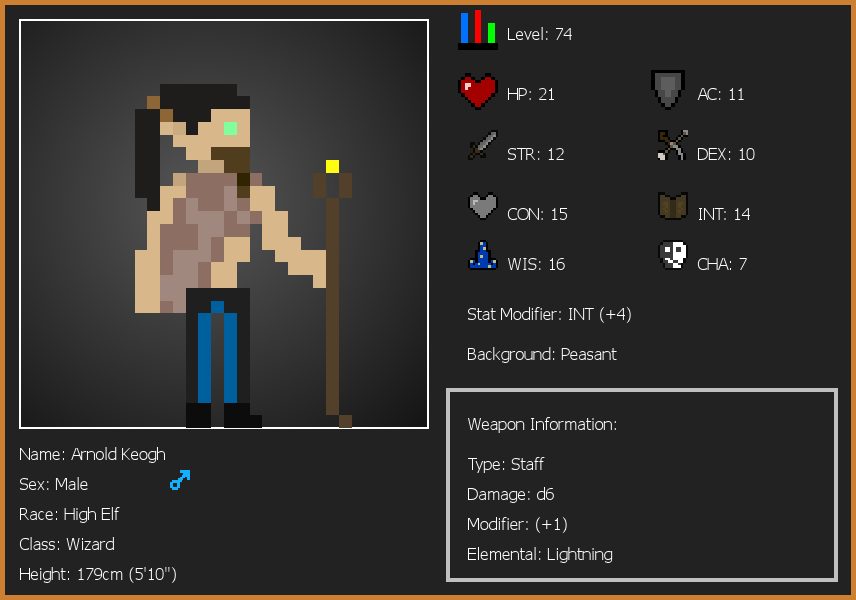 Level: 74
HP: 21
AC: 11
STR: 12
DEX: 10
CON: 15
INT: 14
WIS: 16
CHA: 7
Stat Modifier: INT (+4)
Background: Peasant
Weapon Information:
Type: Staff
Damage: d6
Modifier: (+1)
Elemental: Lightning
Name: Arnold Keogh
Sex: Male
Race: High Elf
Class: Wizard
Height: 179cm (5'10")